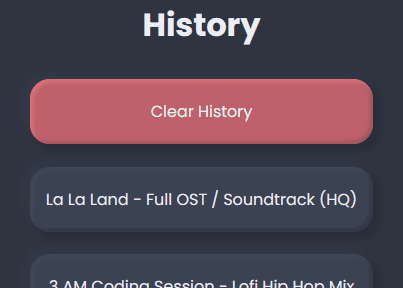 History
Clear History
La La Land - Full OST / Soundtrack (HQ)
3 AM Coding Session - Lofi Hip Hop Mix